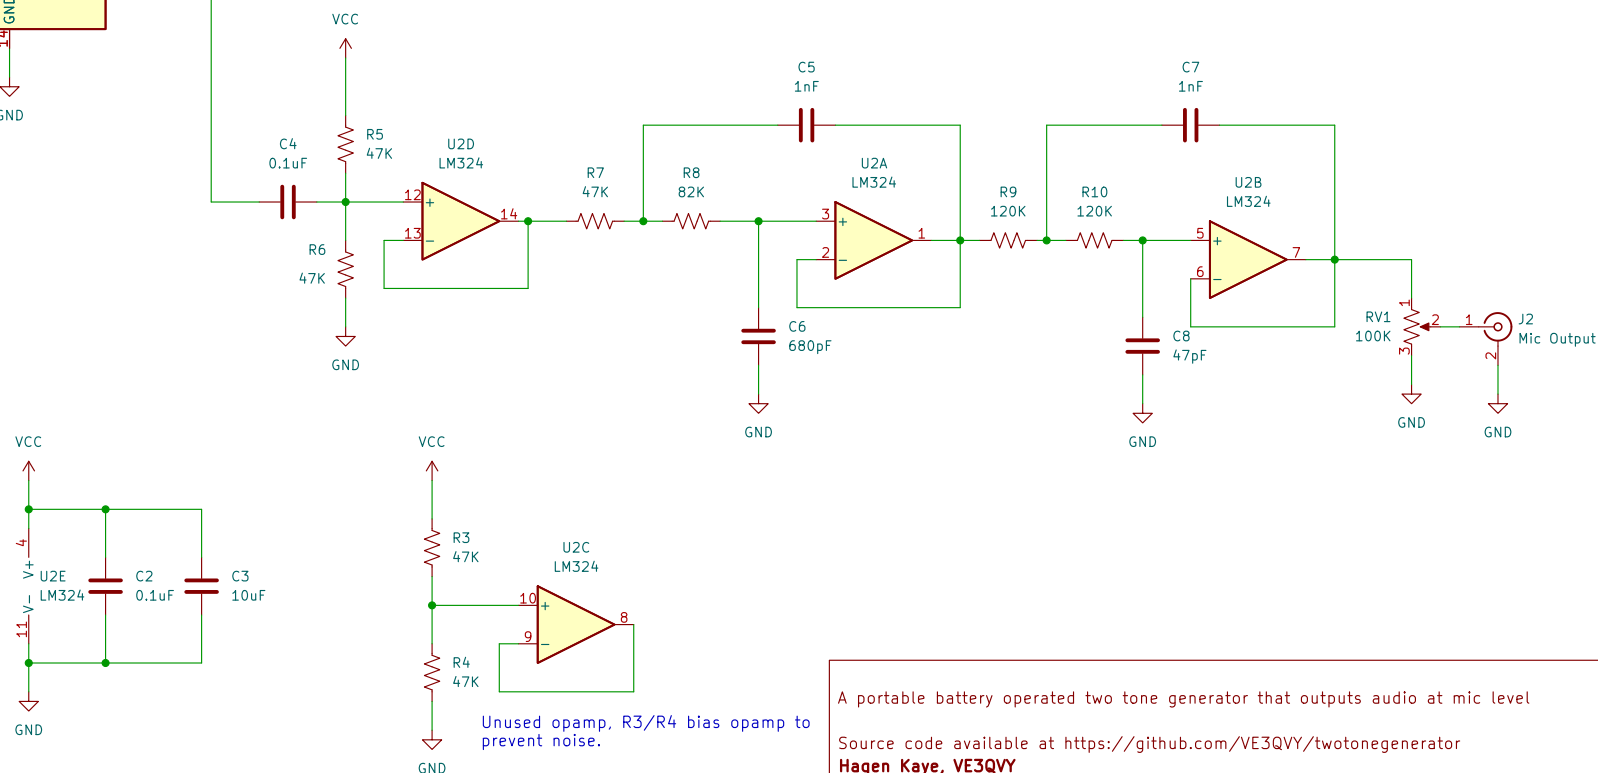 GND
14
GND
VCC
C4
0.1uF
R5
47K
R6
47K
GND
U2D
LM324
12
+
13
−
14
R7
47K
R8
82K
C5
1nF
U2A
LM324
3
+
2
−
1
C6
680pF
GND
R9
120K
R10
120K
C7
1nF
U2B
LM324
5
+
6
−
7
C8
47pF
GND
RV1
100K
1
2
3
GND
1
2
J2
Mic Output
GND
VCC
4
V+
U2E
LM324
V−
11
C2
0.1uF
C3
10uF
GND
VCC
R3
47K
R4
47K
GND
U2C
LM324
10
+
9
−
8
Unused opamp, R3/R4 bias opamp to
prevent noise.
A portable battery operated two tone generator that outputs audio at mic level
Source code available at https://github.com/VE3QVY/twotonegenerator
Hagen Kaye, VE3QVY